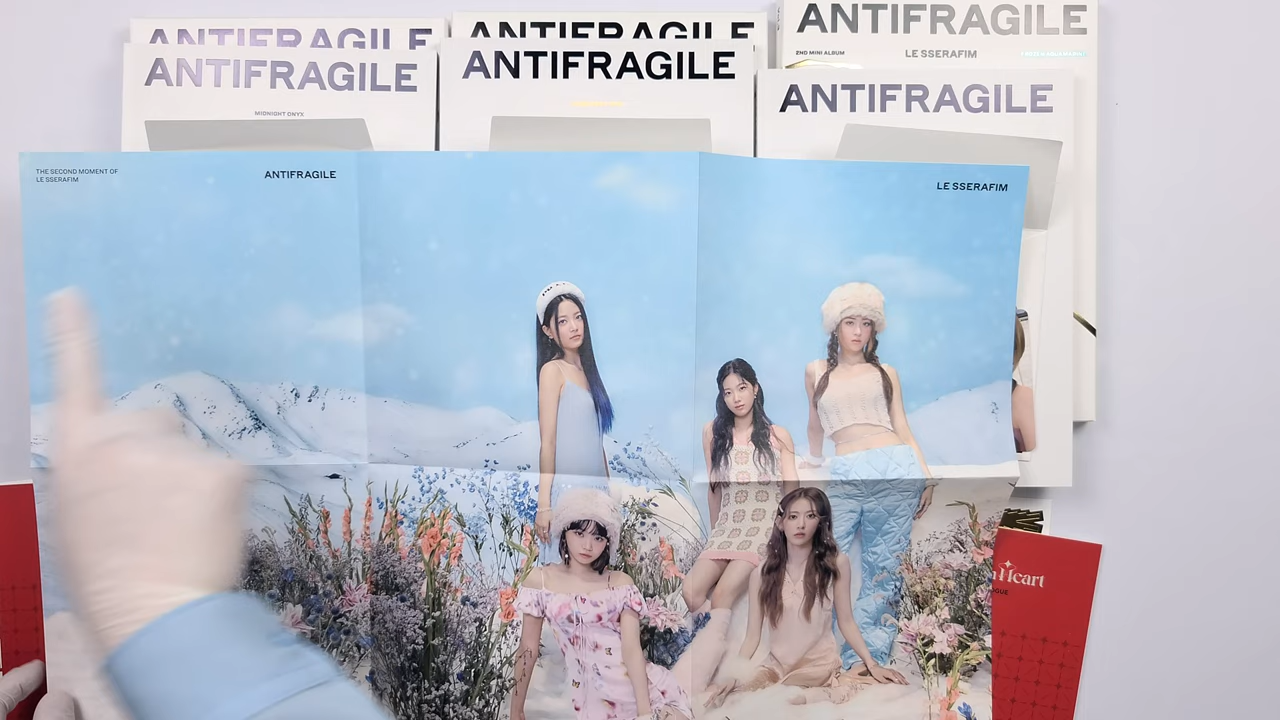 ANTIFRAGILE
ANTIFRAGILE
ANTIFRAGILE
2ND MINI ALBUM
LE SSERAFIM
ANTIFRAGILE
MIDNIGHT ONYX
ANTIFRAGILE
ANTIFRAGILE
THE SECOND MOMENT OF
LE SSERAFIM
ANTIFRAGILE
LE SSERAFIM
Heart